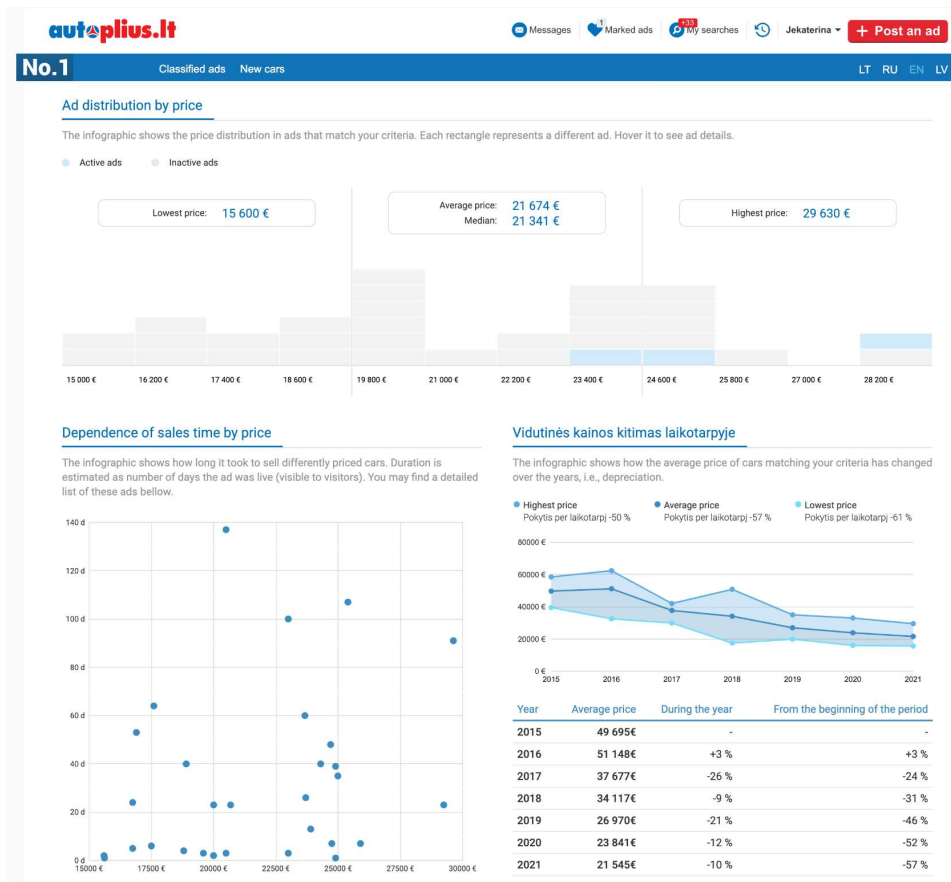 autoplius.lt
Messages
1
Marked ads
+33
My searches
Jekaterina
+ Post an ad
No.1
Classified ads
New cars
LT RU EN LV
Ad distribution by price
The infographic shows the price distribution in ads that match your criteria. Each rectangle represents a different ad. Hover it to see ad details.
Active ads
Inactive ads
Lowest price: 15 600 €
Average price: 21 674 €
Median: 21 341 €
Highest price: 29 630 €
15 000 € 16 200 € 17 400 € 18 600 € 19 800 € 21 000 € 22 200 € 23 400 € 24 600 € 25 800 € 27 000 € 28 200 €
Dependence of sales time by price
The infographic shows how long it took to sell differently priced cars. Duration is
estimated as number of days the ad was live (visible to visitors). You may find a detailed
list of these ads bellow.
140 d
120 d
100 d
80 d
60 d
40 d
20 d
0 d
15000 € 17500 € 20000 € 22500 € 25000 € 27500 € 30000 €
Vidutinės kainos kitimas laikotarpyje
The infographic shows how the average price of cars matching your criteria has changed
over the years, i.e., depreciation.
Highest price
Pokytis per laikotarpį -50 %
Average price
Pokytis per laikotarpį -57 %
Lowest price
Pokytis per laikotarpį -61 %
80000 €
60000 €
40000 €
20000 €
0 €
2015 2016 2017 2018 2019 2020 2021
Year Average price During the year From the beginning of the period
2015 49 695€ - -
2016 51 148€ +3 % +3 %
2017 37 677€ -26 % -24 %
2018 34 117€ -9 % -31 %
2019 26 970€ -21 % -46 %
2020 23 841€ -12 % -52 %
2021 21 545€ -10 % -57 %